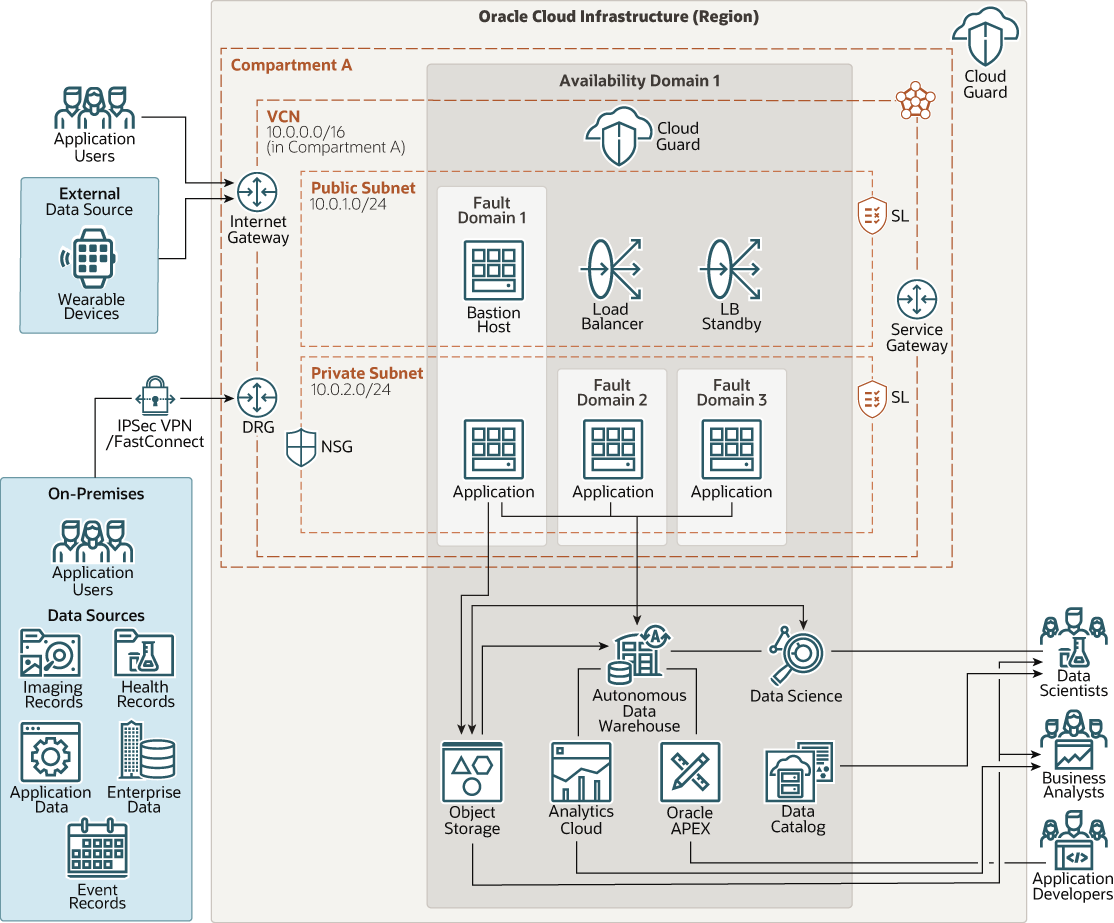 Oracle Cloud Infrastructure (Region)
Cloud
Guard
Compartment A
Availability Domain 1
Cloud
Guard
VCN
10.0.0.0/16
(in Compartment A)
Application
Users
External
Data Source
Wearable
Devices
Internet
Gateway
Public Subnet
10.0.1.0/24
Fault
Domain 1
Bastion
Host
Load
Balancer
LB
Standby
SL
Service
Gateway
Private Subnet
10.0.2.0/24
Fault
Domain 2
Fault
Domain 3
SL
IPSec VPN
/FastConnect
DRG
NSG
Application
Application
Application
On-Premises
Application
Users
Data Sources
Imaging
Records
Health
Records
Application
Data
Enterprise
Data
Event
Records
A
Autonomous
Data
Warehouse
Data Science
Object
Storage
Analytics
Cloud
Oracle
APEX
Data
Catalog
Data
Scientists
Business
Analysts
</>
Application
Developers